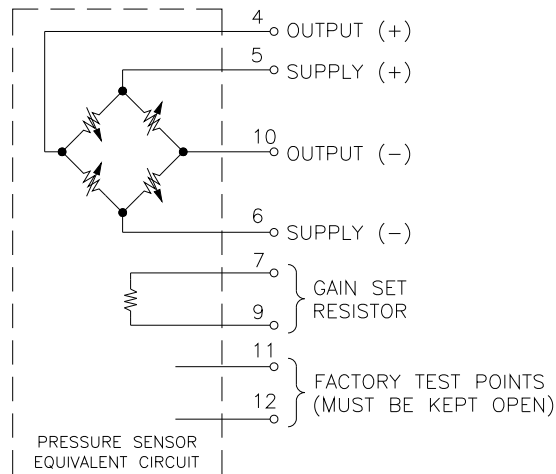 4
OUTPUT (+)
5
SUPPLY (+)
10
OUTPUT (-)
6
SUPPLY (-)
7
GAIN SET
RESISTOR
9
11
FACTORY TEST POINTS
(MUST BE KEPT OPEN)
12
PRESSURE SENSOR
EQUIVALENT CIRCUIT